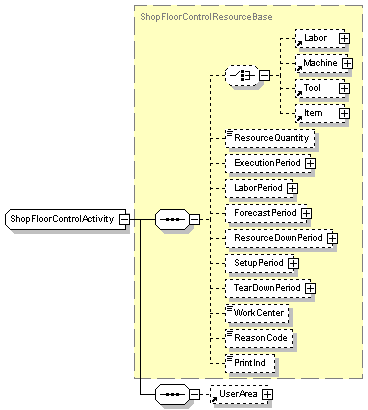 ShopFloorControlResourceBase
Labor
Machine
Tool
Item
ResourceQuantity
ExecutionPeriod
LaborPeriod
ShopFloorControlActivity
ForecastPeriod
ResourceDownPeriod
SetupPeriod
TearDownPeriod
WorkCenter
ReasonCode
PrintInd
UserArea